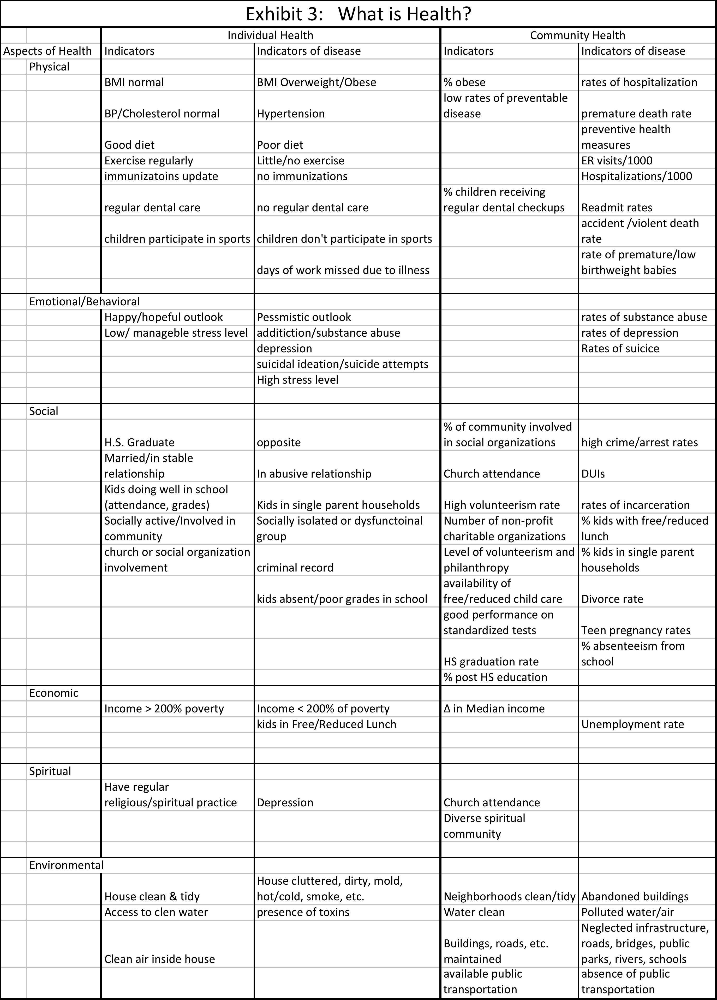 Exhibit 3: What is Health?
Individual Health Community Health
Aspects of Health Indicators Indicators of disease Indicators Indicators of disease
Physical
BMI normal BMI Overweight/Obese % obese rates of hospitalization
low rates of preventable
BP/Cholesterol normal Hypertension disease premature death rate
preventive health
Good diet Poor diet measures
Exercise regularly Little/no exercise ER visits/1000
immunizatoins update no immunizations Hospitalizations/1000
% children receiving
regular dental care no regular dental care regular dental checkups Readmit rates
accident /violent death
children participate in sports children don't participate in sports rate
rate of premature/low
days of work missed due to illness birthweight babies
Emotional/Behavioral
Happy/hopeful outlook Pessmistic outlook rates of substance abuse
Low/ manageble stress level additiction/substance abuse rates of depression
depression Rates of suicice
suicidal ideation/suicide attempts
High stress level
Social
% of community involved
H.S. Graduate opposite in social organizations high crime/arrest rates
Married/in stable
relationship In abusive relationship Church attendance DUIs
Kids doing well in school
(attendance, grades) Kids in single parent households High volunteerism rate rates of incarceration
Socially active/Involved in Socially isolated or dysfunctoinal Number of non-profit % kids with free/reduced
community group charitable organizations lunch
church or social organization Level of volunteerism and % kids in single parent
involvement criminal record philanthropy households
availability of
kids absent/poor grades in school free/reduced child care Divorce rate
good performance on
standardized tests Teen pregnancy rates
% absenteeism from
HS graduation rate school
% post HS education
Economic
Income > 200% poverty Income < 200% of poverty Δ in Median income
kids in Free/Reduced Lunch Unemployment rate
Spiritual
Have regular
religious/spiritual practice Depression Church attendance
Diverse spiritual
community
Environmental
House cluttered, dirty, mold,
House clean & tidy hot/cold, smoke, etc. Neighborhoods clean/tidy Abandoned buildings
Access to clen water presence of toxins Water clean Polluted water/air
Neglected infrastructure,
Buildings, roads, etc. roads, bridges, public
Clean air inside house maintained parks, rivers, schools
available public absence of public
transportation transportation